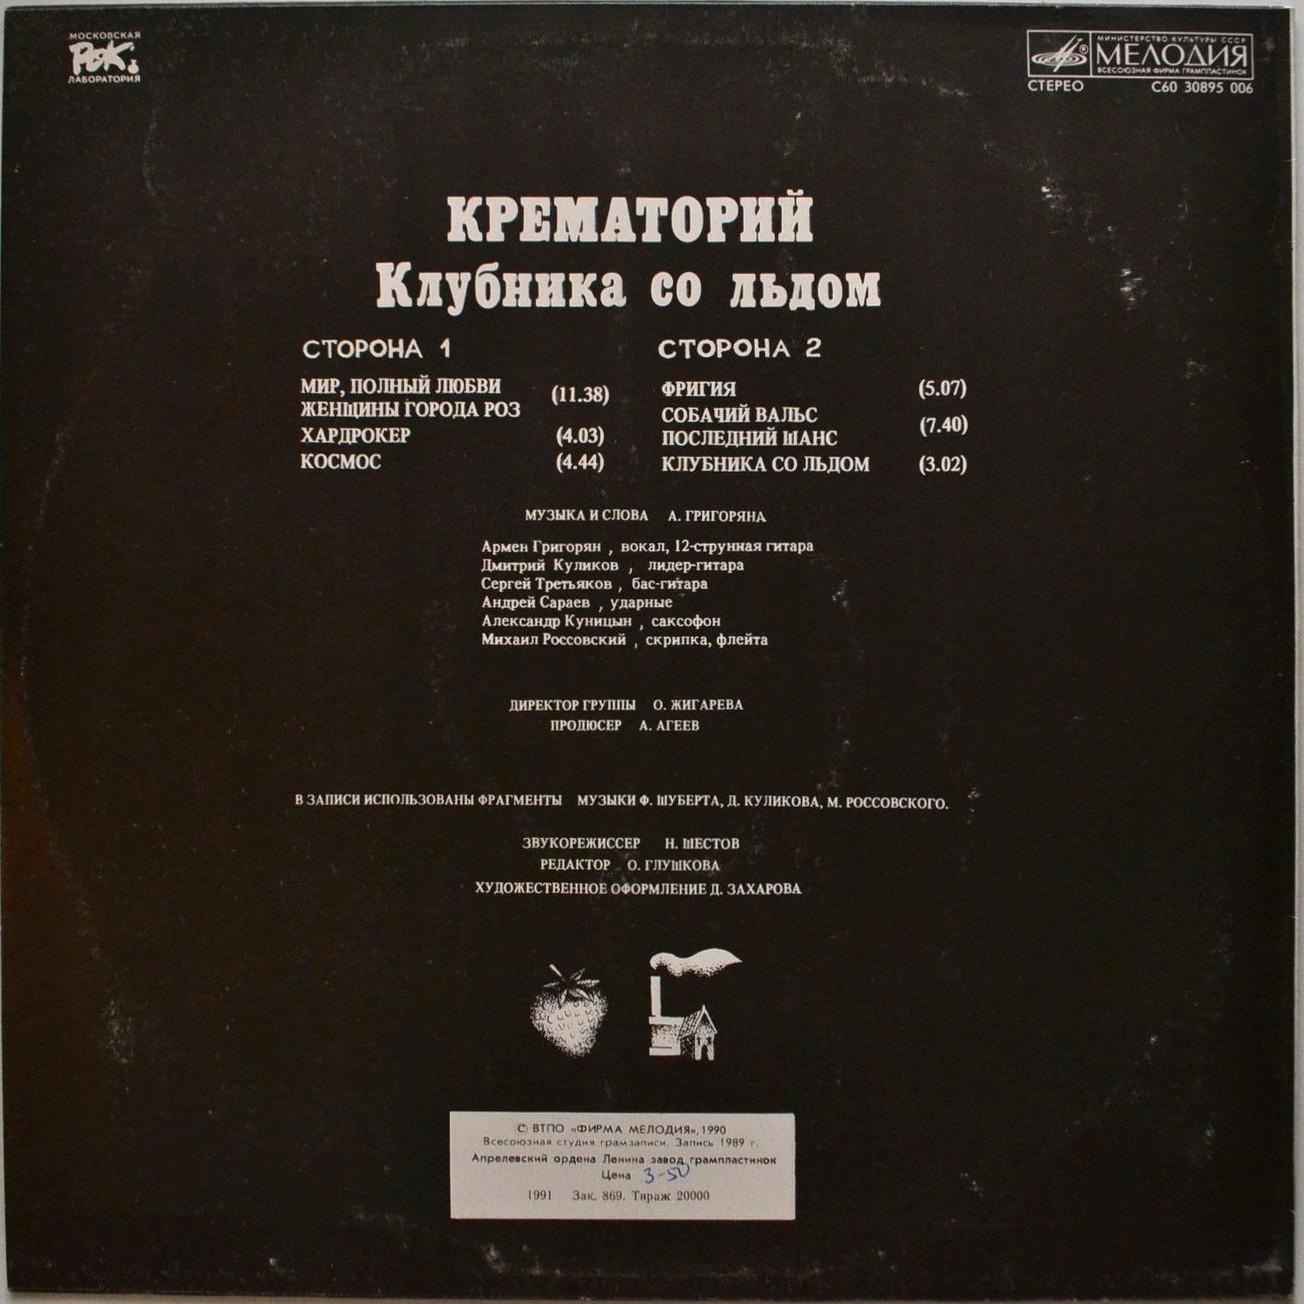 МОСКОВСКАЯ
РОК
ЛАБОРАТОРИЯ
МИНИСТЕРСТВО КУЛЬТУРЫ СССР
МЕЛОДИЯ
ВСЕСОЮЗНАЯ ФИРМА ГРАМПЛАСТИНОК
СТЕРЕО С60 30895 006
КРЕМАТОРИЙ
Клубника со льдом
СТОРОНА 1
МИР, ПОЛНЫЙ ЛЮБВИ
ЖЕНЩИНЫ ГОРОДА РОЗ (11.38)
ХАРДРОКЕР (4.03)
КОСМОС (4.44)
СТОРОНА 2
ФРИГИЯ (5.07)
СОБАЧИЙ ВАЛЬС
ПОСЛЕДНИЙ ШАНС (7.40)
КЛУБНИКА СО ЛЬДОМ (3.02)
МУЗЫКА И СЛОВА А. ГРИГОРЯНА
Армен Григорян , вокал, 12-струнная гитара
Дмитрий Куликов , лидер-гитара
Сергей Третьяков , бас-гитара
Андрей Сараев , ударные
Александр Куницын , саксофон
Михаил Россовский , скрипка, флейта
ДИРЕКТОР ГРУППЫ О. ЖИГАРЕВА
ПРОДЮСЕР А. АГЕЕВ
В ЗАПИСИ ИСПОЛЬЗОВАНЫ ФРАГМЕНТЫ МУЗЫКИ Ф. ШУБЕРТА, Д. КУЛИКОВА, М. РОССОВСКОГО.
ЗВУКОРЕЖИССЕР Н. ШЕСТОВ
РЕДАКТОР О. ГЛУШКОВА
ХУДОЖЕСТВЕННОЕ ОФОРМЛЕНИЕ Д. ЗАХАРОВА
© ВТПО «ФИРМА МЕЛОДИЯ», 1990
Всесоюзная студия грамзаписи. Запись 1989 г.
Апрелевский ордена Ленина завод грампластинок
Цена 3-50
1991 Зак. 869. Тираж 20000